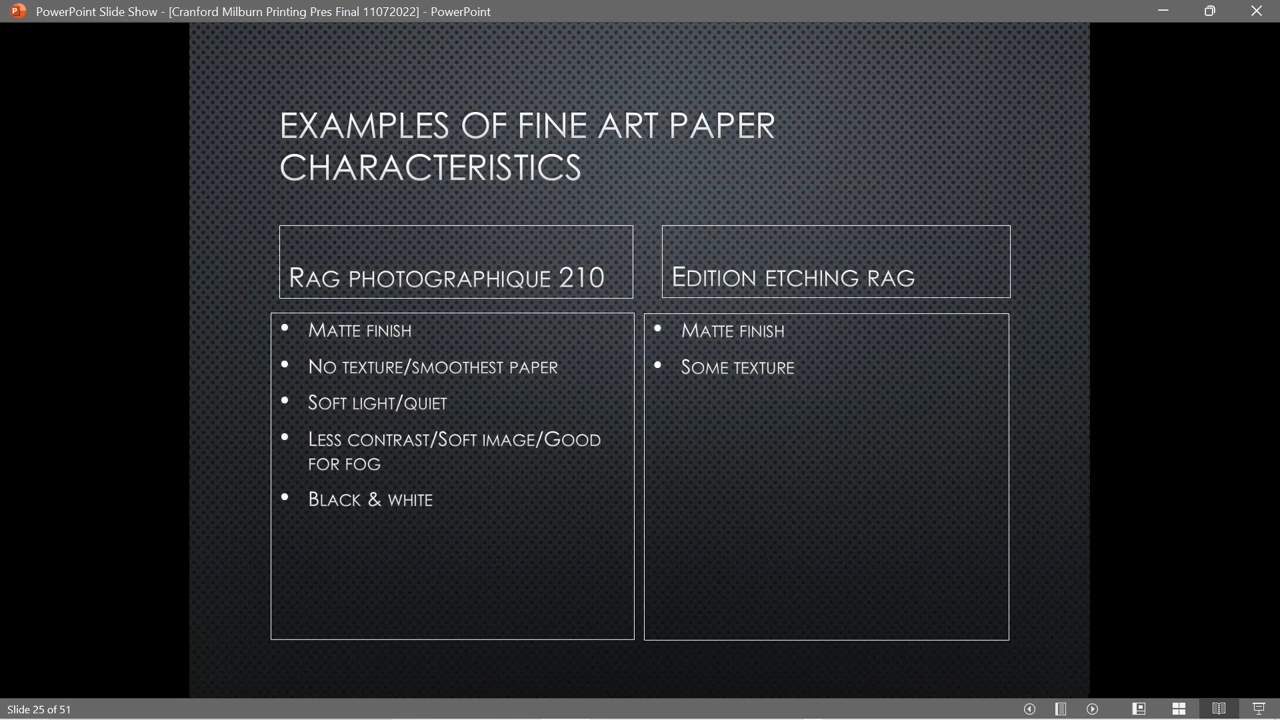 PowerPoint Slide Show - [Cranford Milburn Printing Pres Final 11072022] - PowerPoint
EXAMPLES OF FINE ART PAPER
CHARACTERISTICS
RAG PHOTOGRAPHIQUE 210
• MATTE FINISH
• NO TEXTURE/SMOOTHEST PAPER
• SOFT LIGHT/QUIET
• LESS CONTRAST/SOFT IMAGE/GOOD
FOR FOG
• BLACK & WHITE
EDITION ETCHING RAG
• MATTE FINISH
• SOME TEXTURE
Slide 25 of 51